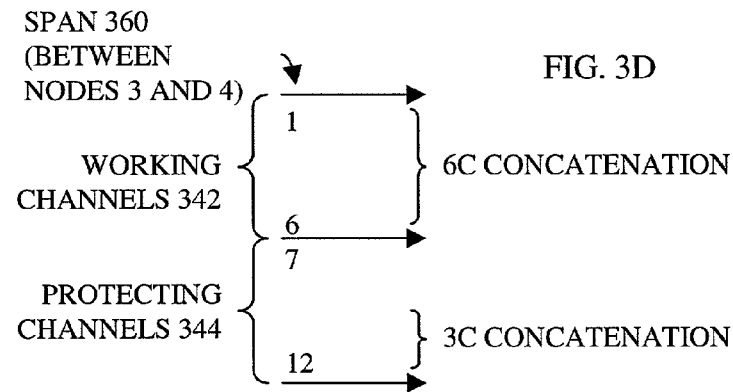 SPAN 360
(BETWEEN
NODES 3 AND 4)
FIG. 3D
1
WORKING
CHANNELS 342
6C CONCATENATION
6
7
PROTECTING
CHANNELS 344
3C CONCATENATION
12